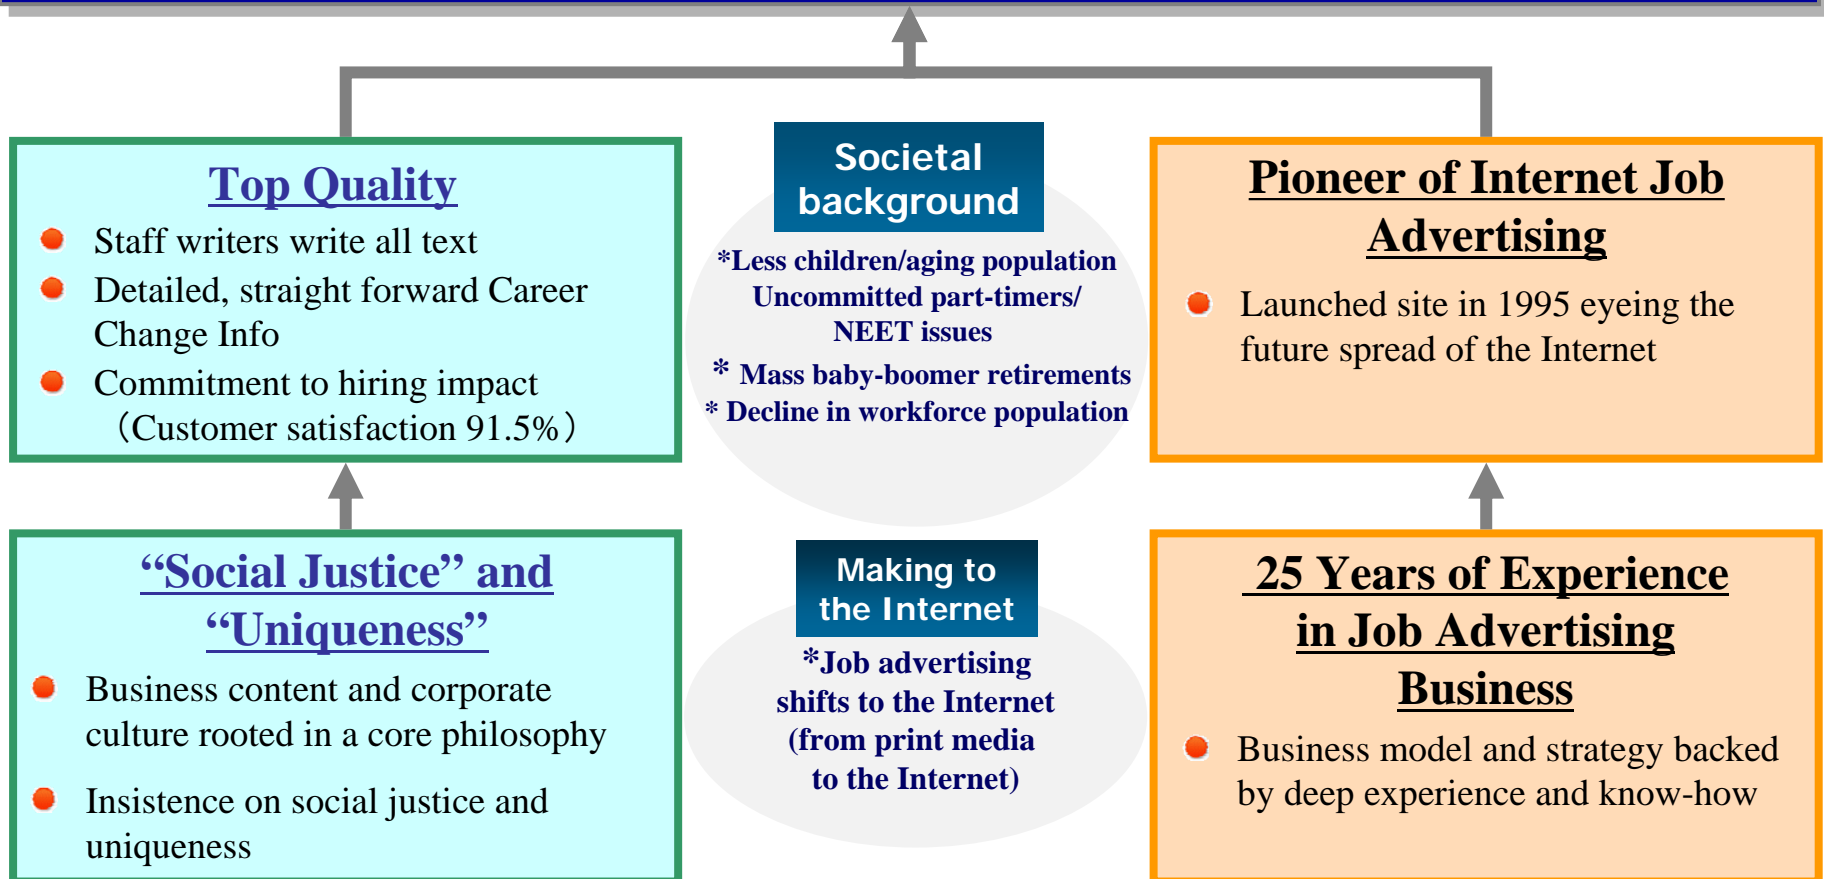 Top Quality
Staff writers write all text
Detailed, straight forward Career
Change Info
Commitment to hiring impact
（Customer satisfaction 91.5%）
Societal
background
*Less children/aging population
Uncommitted part-timers/
NEET issues
* Mass baby-boomer retirements
* Decline in workforce population
Pioneer of Internet Job
Advertising
Launched site in 1995 eyeing the
future spread of the Internet
“Social Justice” and
“Uniqueness”
Business content and corporate
culture rooted in a core philosophy
Insistence on social justice and
uniqueness
Making to
the Internet
*Job advertising
shifts to the Internet
(from print media
to the Internet)
25 Years of Experience
in Job Advertising
Business
Business model and strategy backed
by deep experience and know-how